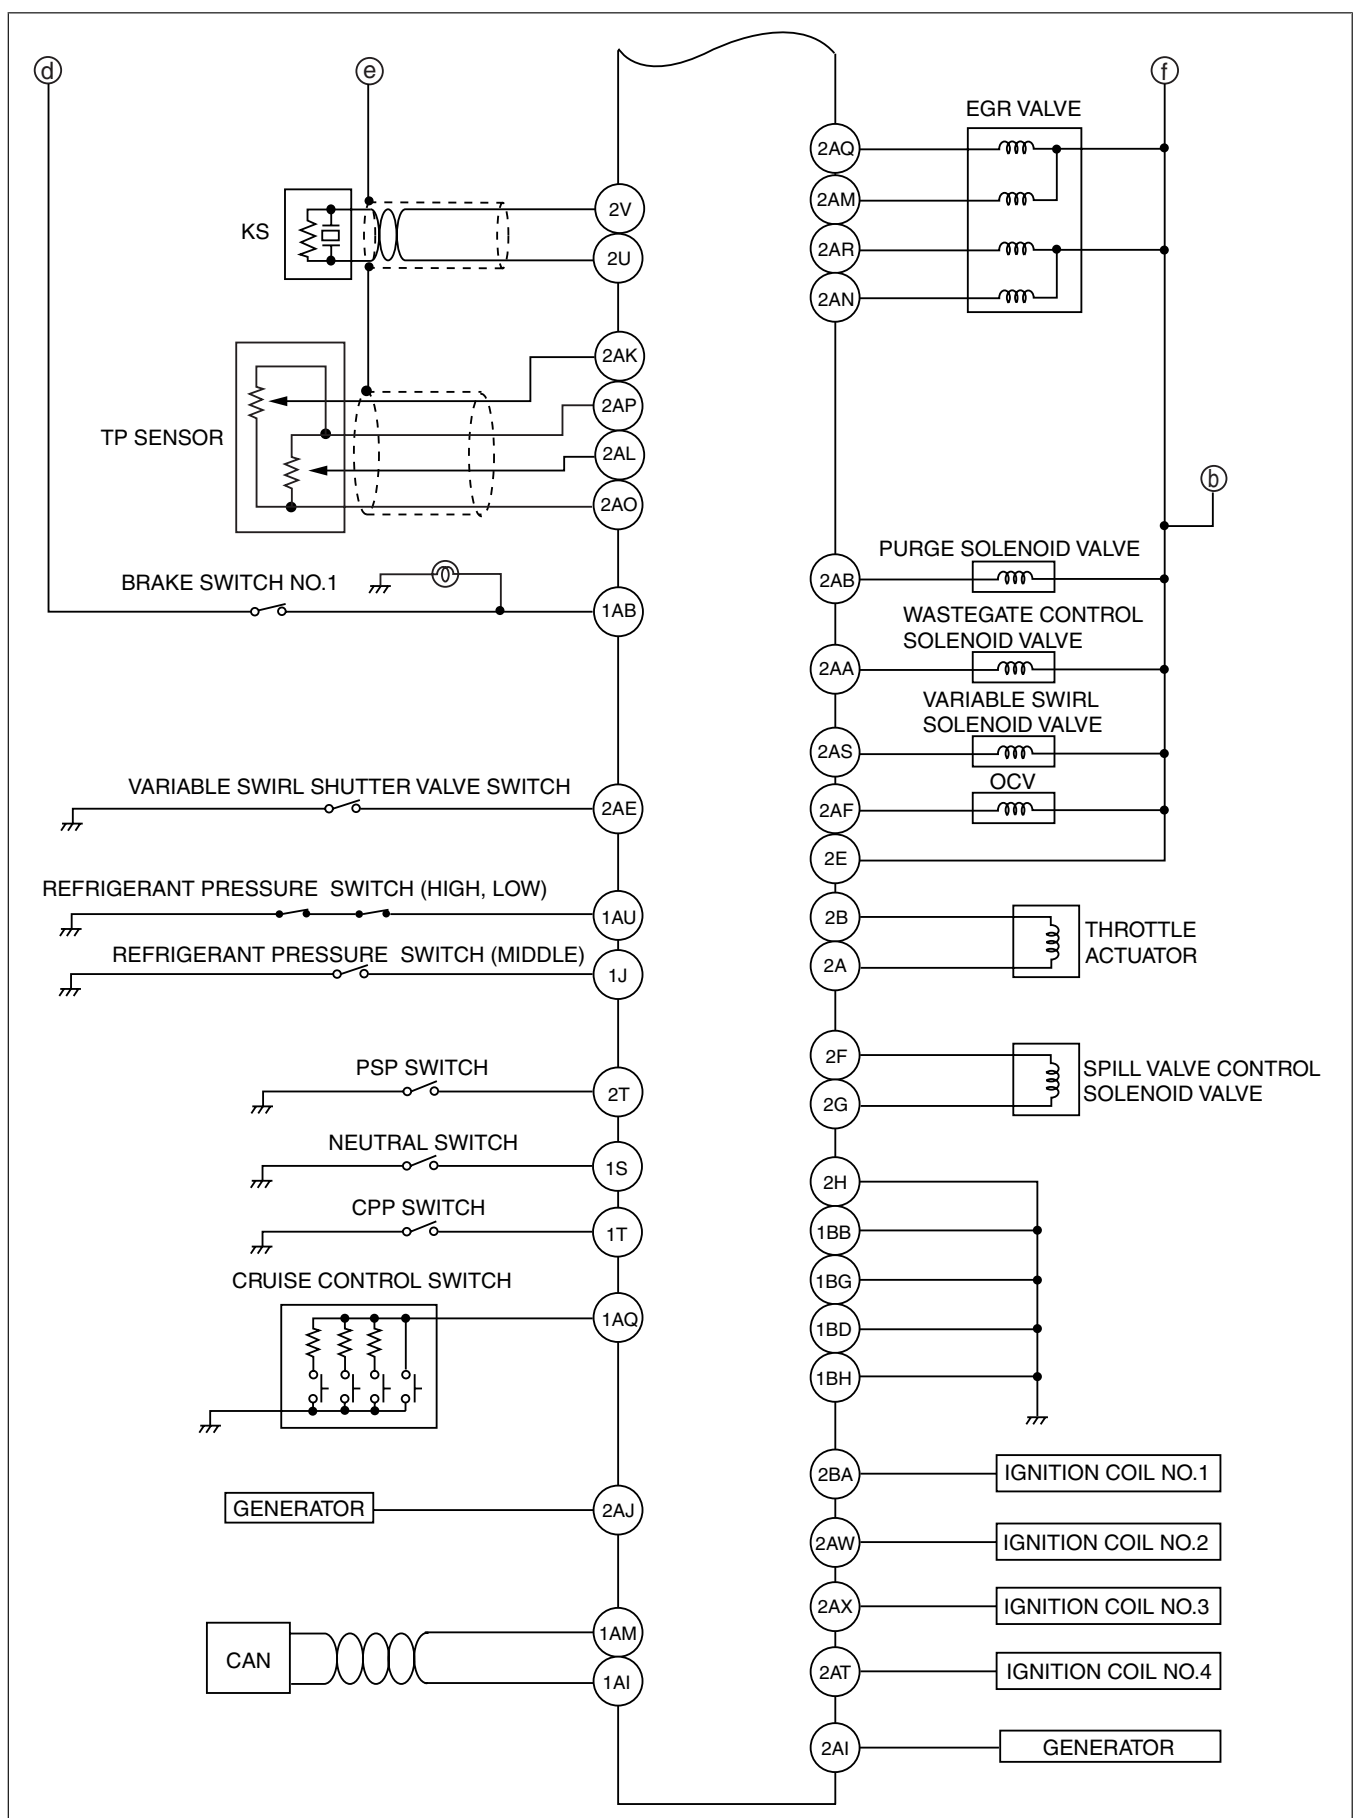 d
e
f
EGR VALVE
2AQ
2AM
2AR
2AN
KS
2V
2U
2AK
2AP
2AL
2AO
TP SENSOR
b
BRAKE SWITCH NO.1
1AB
PURGE SOLENOID VALVE
2AB
WASTEGATE CONTROL
SOLENOID VALVE
2AA
VARIABLE SWIRL
SOLENOID VALVE
2AS
OCV
2AF
2E
VARIABLE SWIRL SHUTTER VALVE SWITCH
2AE
REFRIGERANT PRESSURE SWITCH (HIGH, LOW)
1AU
REFRIGERANT PRESSURE SWITCH (MIDDLE)
1J
2B
2A
THROTTLE
ACTUATOR
PSP SWITCH
2T
NEUTRAL SWITCH
1S
CPP SWITCH
1T
2F
2G
SPILL VALVE CONTROL
SOLENOID VALVE
2H
1BB
1BG
1BD
1BH
CRUISE CONTROL SWITCH
1AQ
GENERATOR
2AJ
CAN
1AM
1AI
2BA
IGNITION COIL NO.1
2AW
IGNITION COIL NO.2
2AX
IGNITION COIL NO.3
2AT
IGNITION COIL NO.4
2AI
GENERATOR